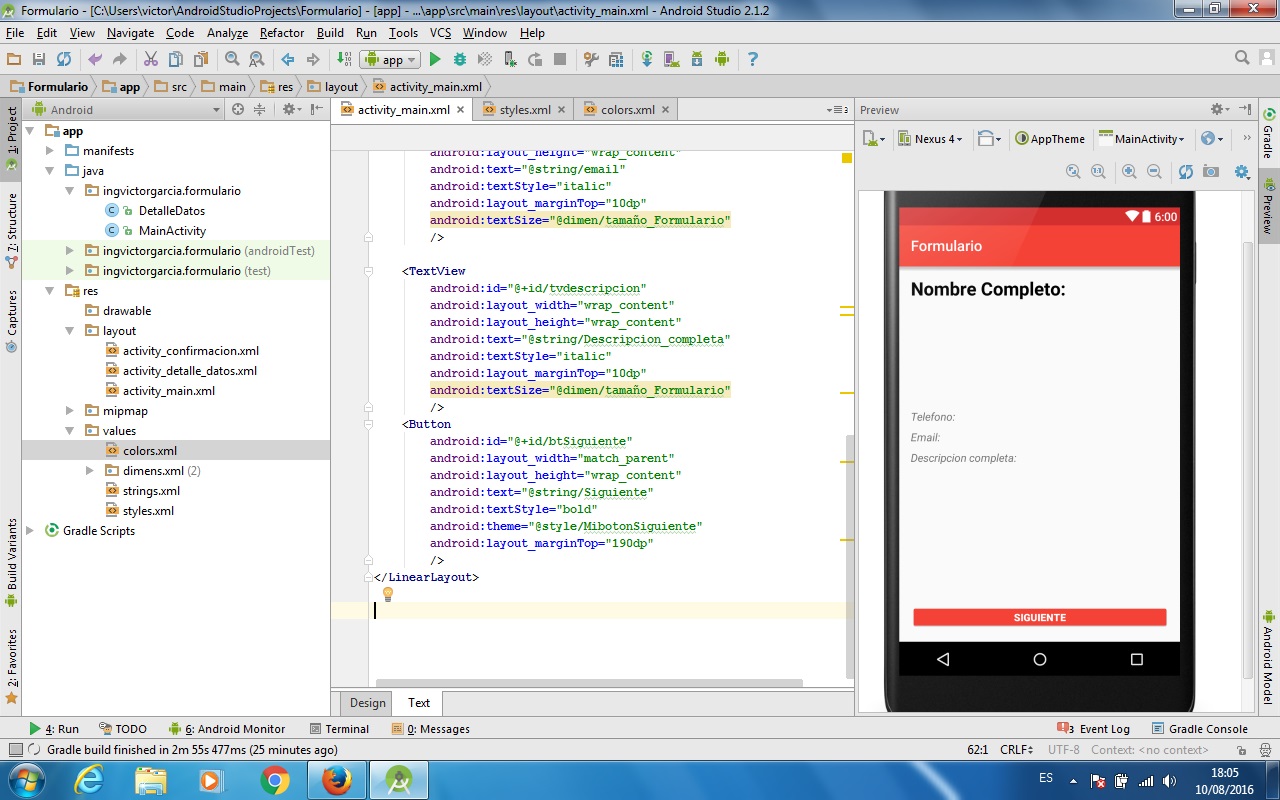 Formulario - [C:\Users\victor\AndroidStudioProjects\Formulario] - [app] - ...\app\src\main\res\layout\activity_main.xml - Android Studio 2.1.2
File Edit View Navigate Code Analyze Refactor Build Run Tools VCS Window Help
app
Formulario app src main res layout activity_main.xml
1: Project
7: Structure
Captures
Build Variants
2: Favorites
Android
app
manifests
java
ingvictorgarcia.formulario
DetalleDatos
MainActivity
ingvictorgarcia.formulario (androidTest)
ingvictorgarcia.formulario (test)
res
drawable
layout
activity_confirmacion.xml
activity_detalle_datos.xml
activity_main.xml
mipmap
values
colors.xml
dimens.xml (2)
strings.xml
styles.xml
Gradle Scripts
activity_main.xml styles.xml colors.xml
android:layout_height="wrap_content"
android:text="@string/email"
android:textStyle="italic"
android:layout_marginTop="10dp"
android:textSize="@dimen/tamaño_Formulario"
/>
<TextView
android:id="@+id/tvdescripcion"
android:layout_width="wrap_content"
android:layout_height="wrap_content"
android:text="@string/Descripcion_completa"
android:textStyle="italic"
android:layout_marginTop="10dp"
android:textSize="@dimen/tamaño_Formulario"
/>
<Button
android:id="@+id/btSiguiente"
android:layout_width="match_parent"
android:layout_height="wrap_content"
android:text="@string/Siguiente"
android:textStyle="bold"
android:theme="@style/MibotonSiguiente"
android:layout_marginTop="190dp"
/>
</LinearLayout>
Design Text
Preview
Nexus 4 AppTheme MainActivity
6:00
Formulario
Nombre Completo:
Telefono:
Email:
Descripcion completa:
SIGUIENTE
Gradle
Preview
Android Model
4: Run TODO 6: Android Monitor Terminal 0: Messages 3 Event Log Gradle Console
Gradle build finished in 2m 55s 477ms (25 minutes ago) 62:1 CRLF UTF-8 Context: <no context>
ES 18:05
10/08/2016